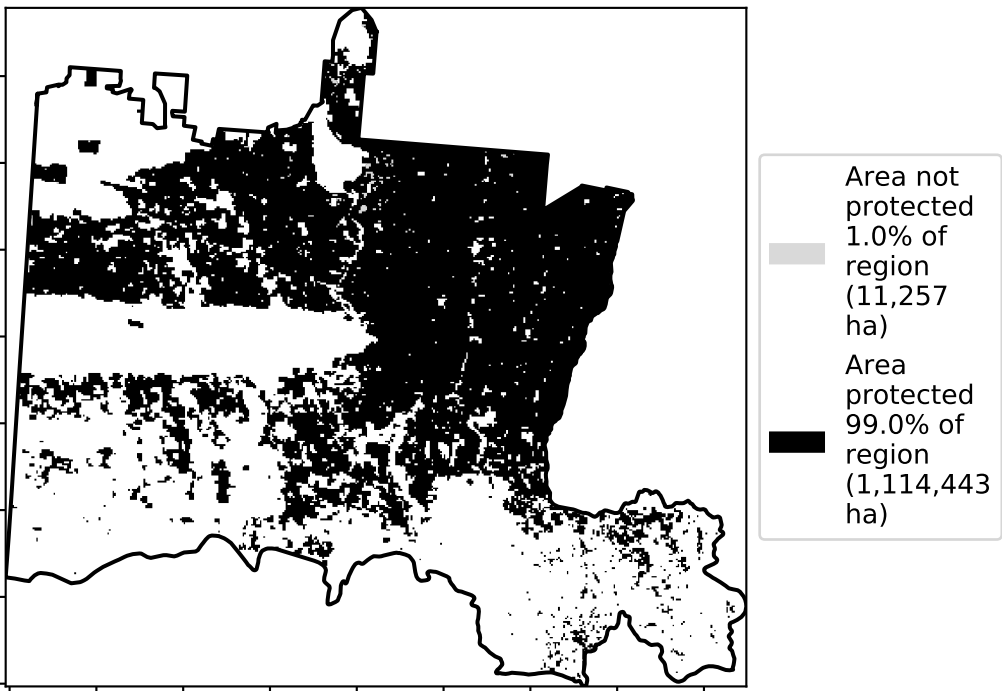 Area not
protected
1.0% of
region
(11,257
ha)
Area
protected
99.0% of
region
(1,114,443
ha)